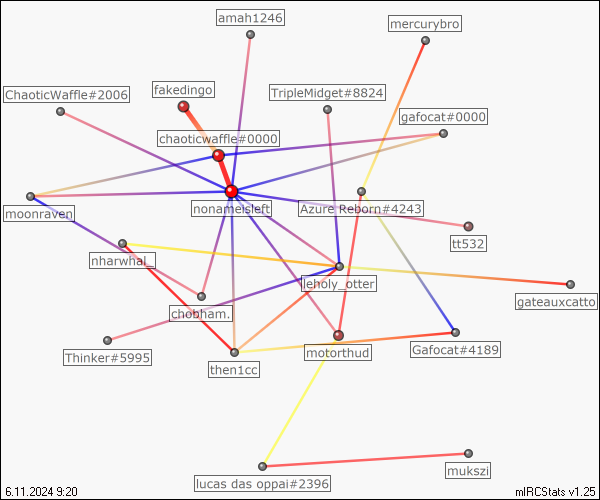 amah1246
mercurybro
fakedingo
ChaoticWaffle#2006
TripleMidget#8824
gafocat#0000
chaoticwaffle#0000
moonraven
nonameisleft
Azure Reborn#4243
tt532
nharwhal_
leholy_otter
chobham.
gateauxcatto
Thinker#5995
motorthud
Gafocat#4189
then1cc
mukszi
lucas das oppai#2396
6.11.2024 9:20
mIRCStats v1.25